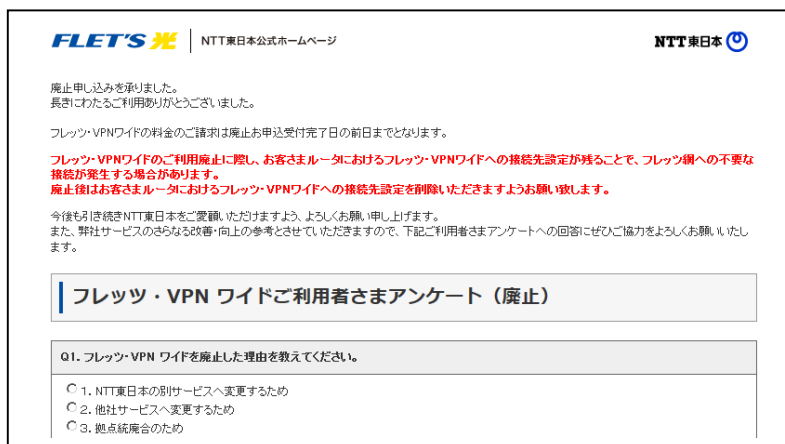 FLET'S 光 NTT東日本公式ホームページ NTT東日本
廃止申し込みを承りました。
長きにわたるご利用ありがとうございました。
フレッツ・VPNワイドの料金のご請求は廃止お申込受付完了日の前日までとなります。
フレッツ・VPNワイドのご利用廃止に際し、お客さまルータにおけるフレッツ・VPNワイドへの接続先設定が残ることで、フレッツ網への不要な
接続が発生する場合があります。
廃止後はお客さまルータにおけるフレッツ・VPNワイドへの接続先設定を削除いただきますようお願い致します。
今後も引き続きNTT東日本をご愛顧いただけますよう、よろしくお願い申し上げます。
また、弊社サービスのさらなる改善・向上の参考とさせていただきますので、下記ご利用者さまアンケートへの回答にぜひご協力をよろしくお願いいたし
ます。
フレッツ・VPN ワイドご利用者さまアンケート（廃止）
Q1. フレッツ・VPN ワイドを廃止した理由を教えてください。
1. NTT東日本の別サービスへ変更するため
2. 他社サービスへ変更するため
3. 拠点統廃合のため